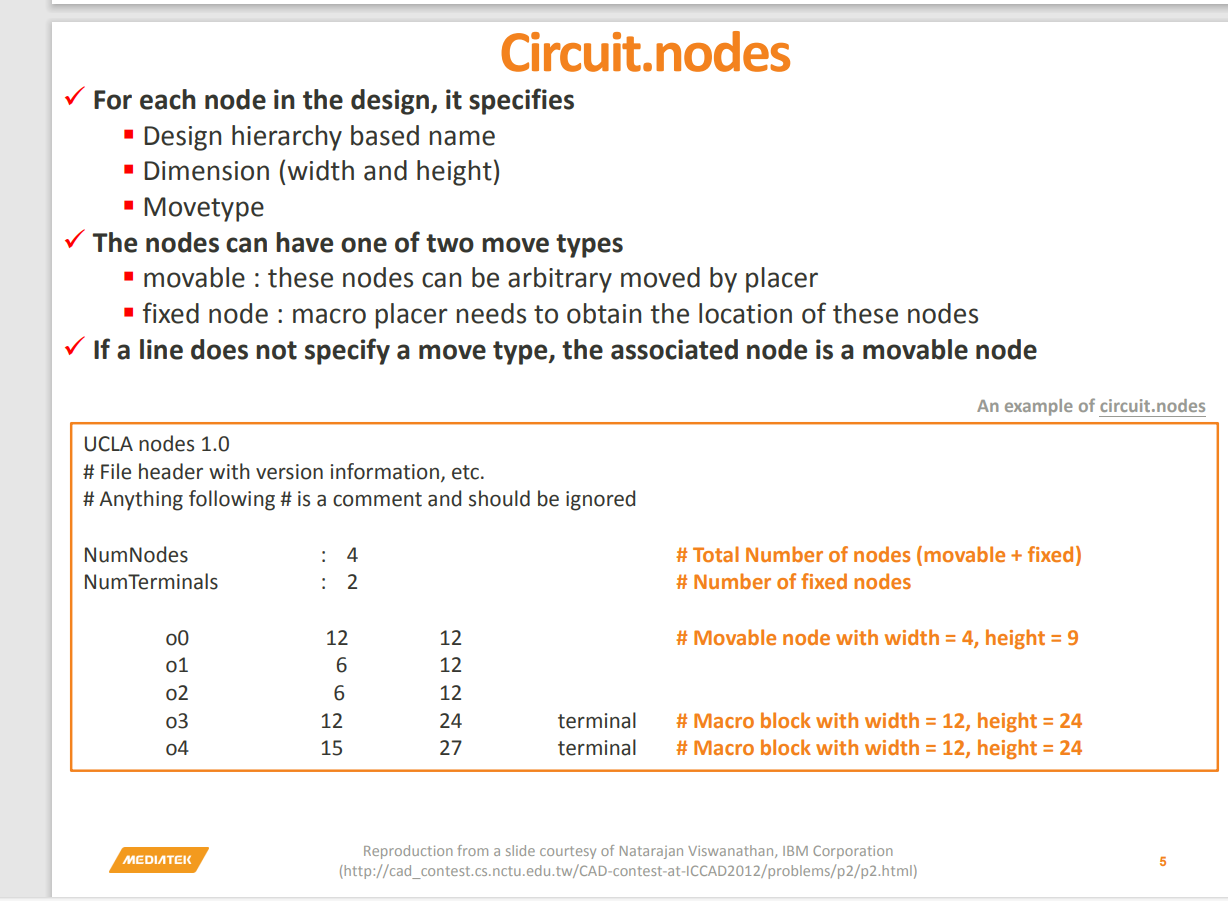 Circuit.nodes
✓ For each node in the design, it specifies
▪ Design hierarchy based name
▪ Dimension (width and height)
▪ Movetype
✓ The nodes can have one of two move types
▪ movable : these nodes can be arbitrary moved by placer
▪ fixed node : macro placer needs to obtain the location of these nodes
✓ If a line does not specify a move type, the associated node is a movable node
An example of circuit.nodes
UCLA nodes 1.0
# File header with version information, etc.
# Anything following # is a comment and should be ignored
NumNodes : 4 # Total Number of nodes (movable + fixed)
NumTerminals : 2 # Number of fixed nodes
o0 12 12 # Movable node with width = 4, height = 9
o1 6 12
o2 6 12
o3 12 24 terminal # Macro block with width = 12, height = 24
o4 15 27 terminal # Macro block with width = 12, height = 24
MEDIATEK
Reproduction from a slide courtesy of Natarajan Viswanathan, IBM Corporation
(http://cad_contest.cs.nctu.edu.tw/CAD-contest-at-ICCAD2012/problems/p2/p2.html)
5